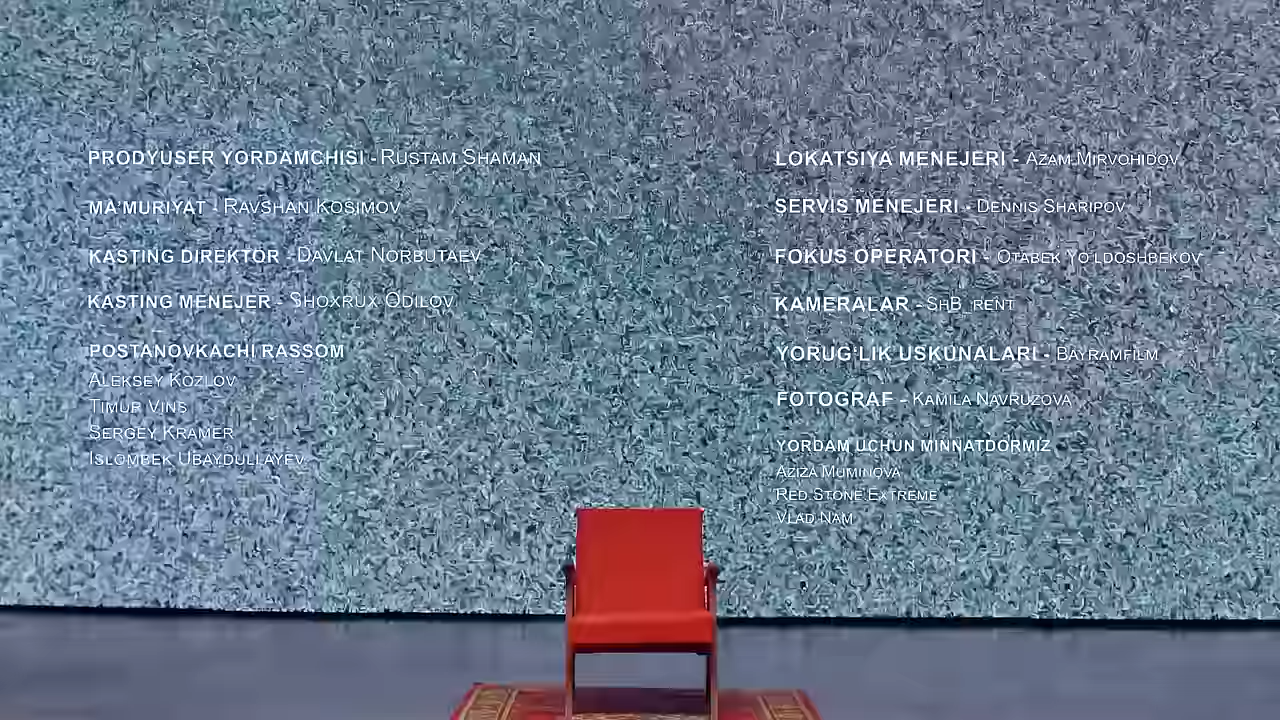 PRODYUSER YORDAMCHISI - RUSTAM SHAMAN
MA'MURIYAT - RAVSHAN KOSIMOV
KASTING DIREKTOR - DAVLAT NORBUTAEV
KASTING MENEJER - SHOXRUX ODILOV
POSTANOVKACHI RASSOM
ALEKSEY KOZLOV
TIMUR VINS
SERGEY KRAMER
ISLOMBEK UBAYDULLAYEV
LOKATSIYA MENEJERI - AZAM MIRVOHIDOV
SERVIS MENEJERI - DENNIS SHARIPOV
FOKUS OPERATORI - OTABEK YO'LDOSHBEKOV
KAMERALAR - SHB_RENT
YORUG'LIK USKUNALARI - BAYRAMFILM
FOTOGRAF - KAMILA NAVRUZOVA
YORDAM UCHUN MINNATDORMIZ
AZIZA MUMINOVA
RED STONE EXTREME
VLAD NAM